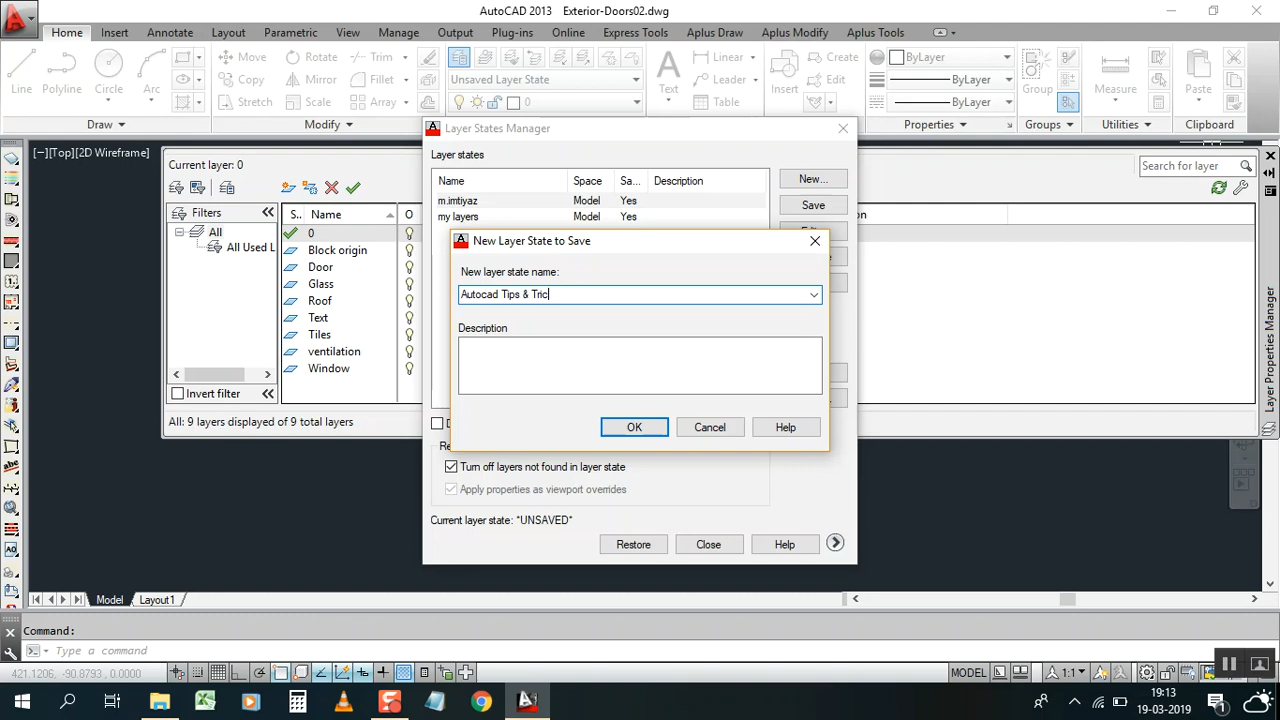 AutoCAD 2013 Exterior-Doors02.dwg
Home Insert Annotate Layout Parametric View Manage Output Plug-ins Online Express Tools Aplus Draw Aplus Modify Aplus Tools
Line Polyline Circle Arc
Move Rotate Trim
Copy Mirror Fillet
Stretch Scale Array
Unsaved Layer State
0
Text
Linear
Leader
Table
Insert
Create
Edit
ByLayer
ByLayer
ByLayer
Group
Measure
Paste
Draw Modify Properties Groups Utilities Clipboard
[−][Top][2D Wireframe]
Current layer: 0
Search for layer
Filters
All
All Used L
Invert filter
All: 9 layers displayed of 9 total layers
S.. Name O
0
Block origin
Door
Glass
Roof
Text
Tiles
ventilation
Window
Layer Properties Manager
Layer States Manager
Layer states
Name Space Sa... Description
m.imtiyaz Model Yes
my layers Model Yes
New...
Save
New Layer State to Save
New layer state name:
Autocad Tips & Tric
Description
OK Cancel Help
Turn off layers not found in layer state
Apply properties as viewport overrides
Current layer state: *UNSAVED*
Restore Close Help
Model Layout1
Command:
Type a command
421.1206, -90.8793, 0.0000
MODEL
1:1
19:13
19-03-2019